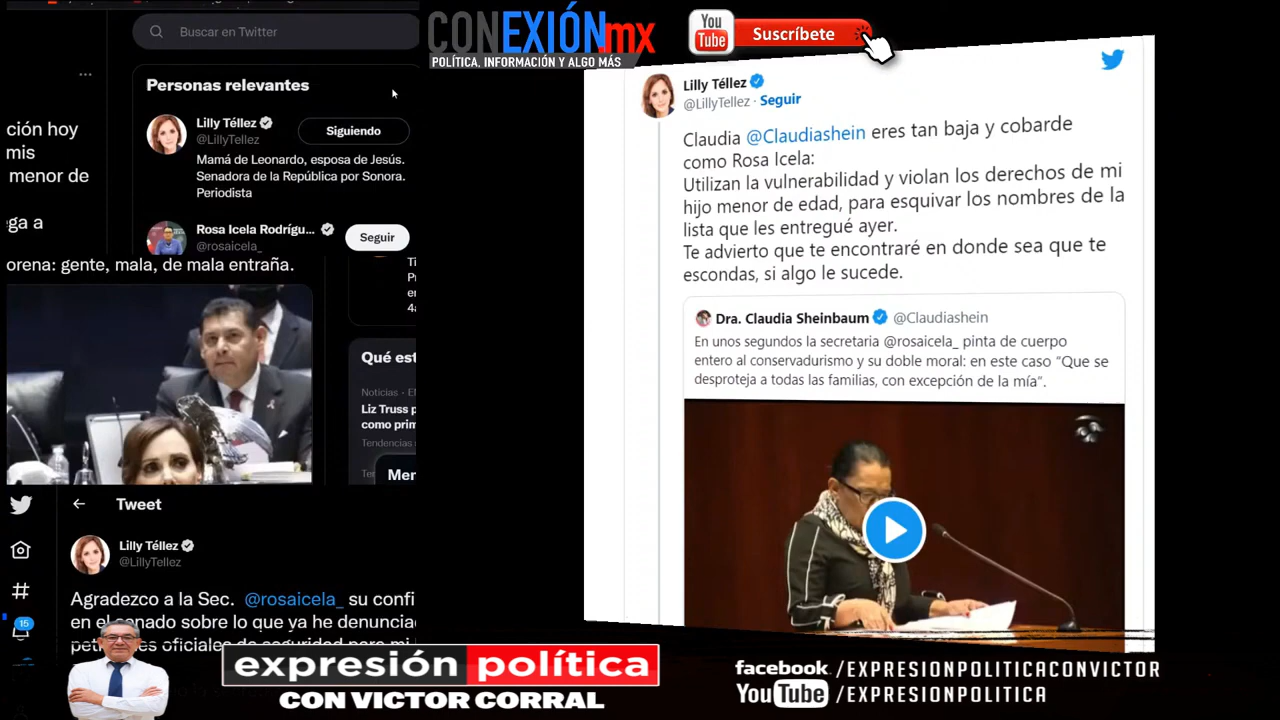 Buscar en Twitter
Personas relevantes
Lilly Téllez
@LillyTellez
Siguiendo
Mamá de Leonardo, esposa de Jesús.
Senadora de la República por Sonora.
Periodista
Rosa Icela Rodrígu...
@rosaicela_
Seguir
ción hoy
mis
menor de
ega a
orena: gente, mala, de mala entraña.
Qué est
Noticias
Liz Truss p
como prim
Tendencias
Men
Tweet
Lilly Téllez
@LillyTellez
Agradezco a la Sec. @rosaicela_ su confi
en el senado sobre lo que ya he denuncia
15
CONEXIÓNmx
POLÍTICA, INFORMACIÓN Y ALGO MÁS
You
Tube
Suscríbete
Lilly Téllez
@LillyTellez · Seguir
Claudia @Claudiashein eres tan baja y cobarde
como Rosa Icela:
Utilizan la vulnerabilidad y violan los derechos de mi
hijo menor de edad, para esquivar los nombres de la
lista que les entregué ayer.
Te advierto que te encontraré en donde sea que te
escondas, si algo le sucede.
Dra. Claudia Sheinbaum @Claudiashein
En unos segundos la secretaria @rosaicela_ pinta de cuerpo
entero al conservadurismo y su doble moral: en este caso “Que se
desproteja a todas las familias, con excepción de la mía”.
expresión política
CON VICTOR CORRAL
facebook /EXPRESIONPOLITICACONVICTOR
YouTube /EXPRESIONPOLITICA